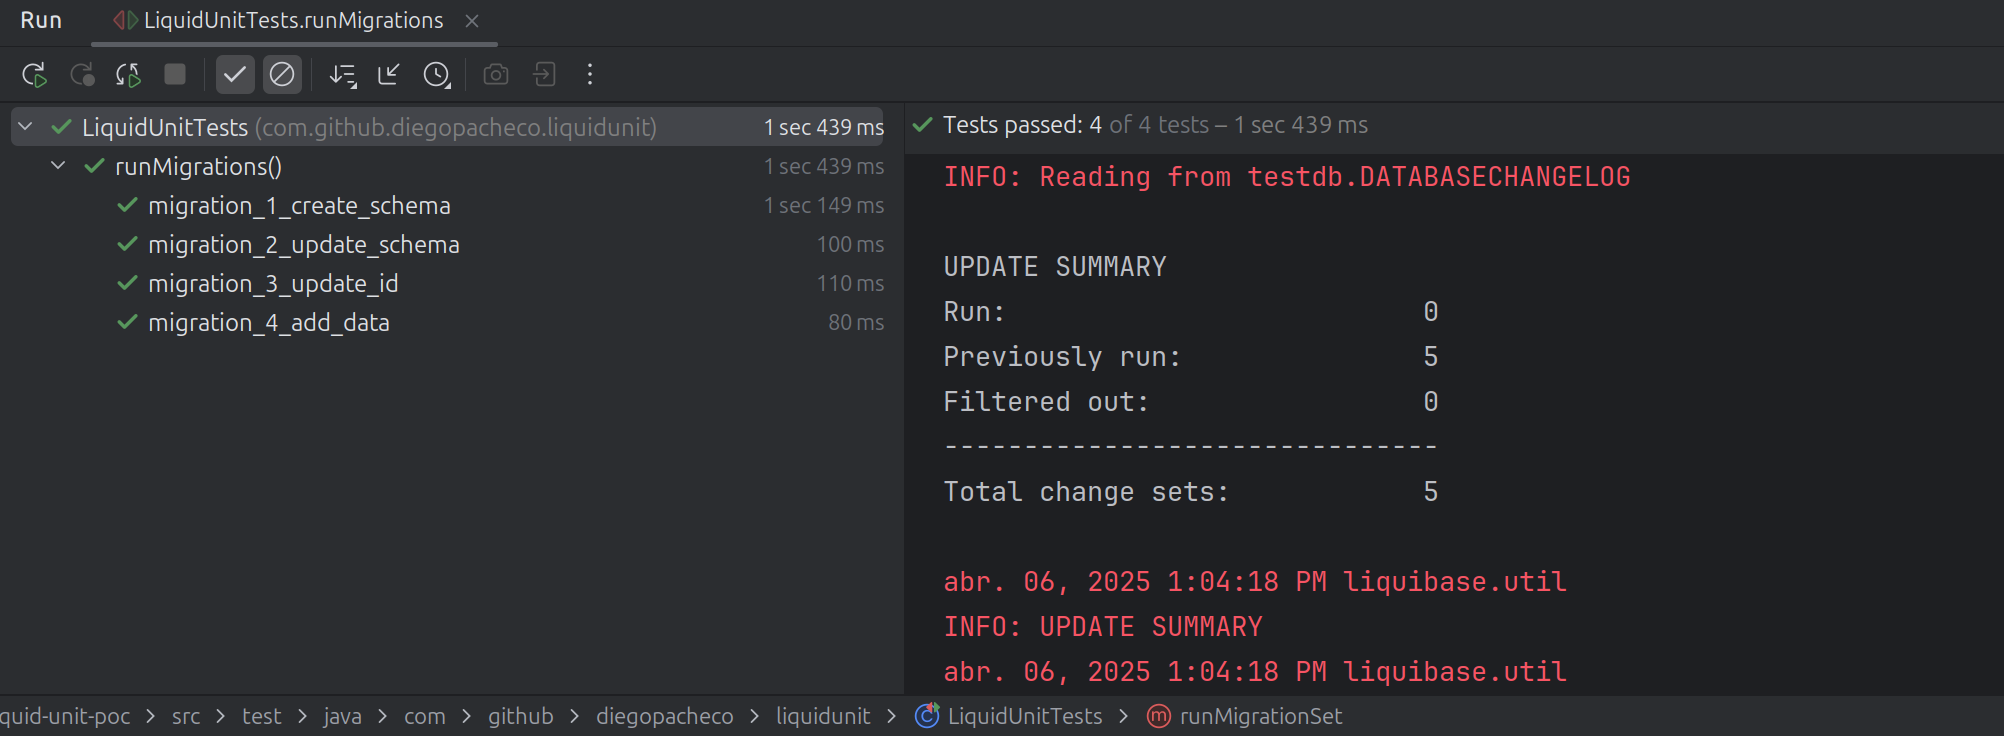 Run LiquidUnitTests.runMigrations
LiquidUnitTests (com.github.diegopacheco.liquidunit) 1 sec 439 ms
runMigrations() 1 sec 439 ms
migration_1_create_schema 1 sec 149 ms
migration_2_update_schema 100 ms
migration_3_update_id 110 ms
migration_4_add_data 80 ms
Tests passed: 4 of 4 tests – 1 sec 439 ms
INFO: Reading from testdb.DATABASECHANGELOG
UPDATE SUMMARY
Run: 0
Previously run: 5
Filtered out: 0
-------------------------------
Total change sets: 5
abr. 06, 2025 1:04:18 PM liquibase.util
INFO: UPDATE SUMMARY
abr. 06, 2025 1:04:18 PM liquibase.util
quid-unit-poc > src > test > java > com > github > diegopacheco > liquidunit > LiquidUnitTests > runMigrationSet